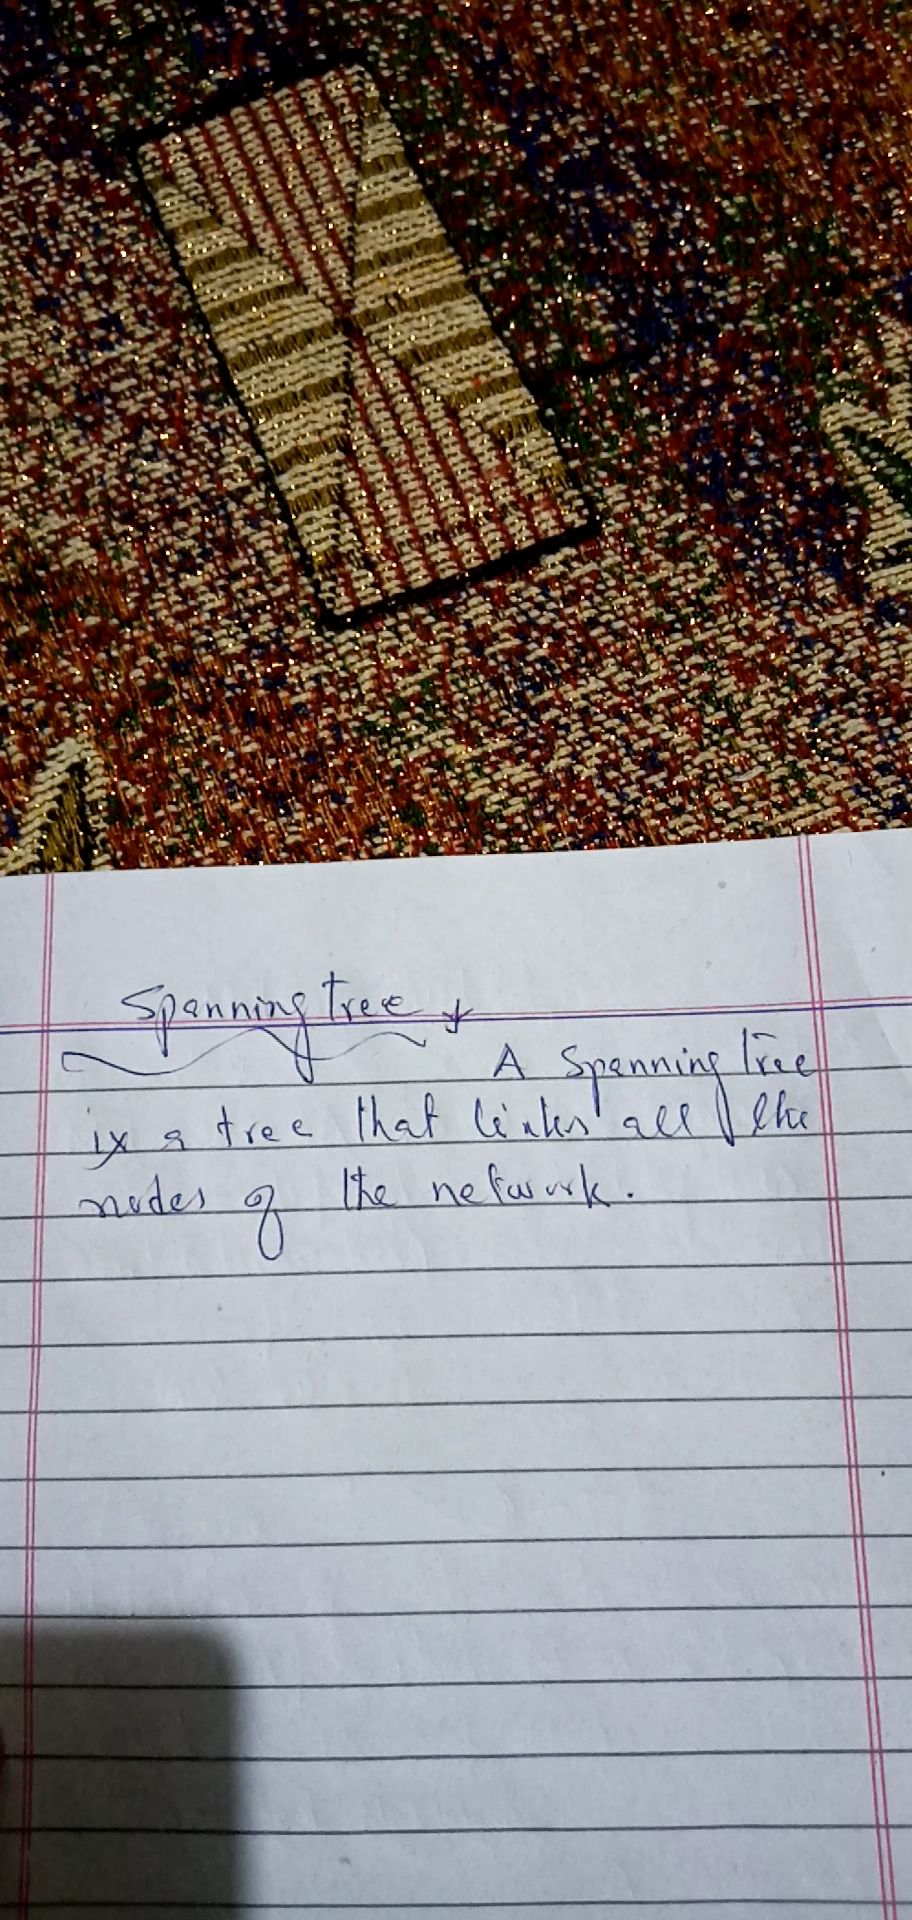 Spanning tree
A Spanning tree
is a tree that links all the
nodes of the network.